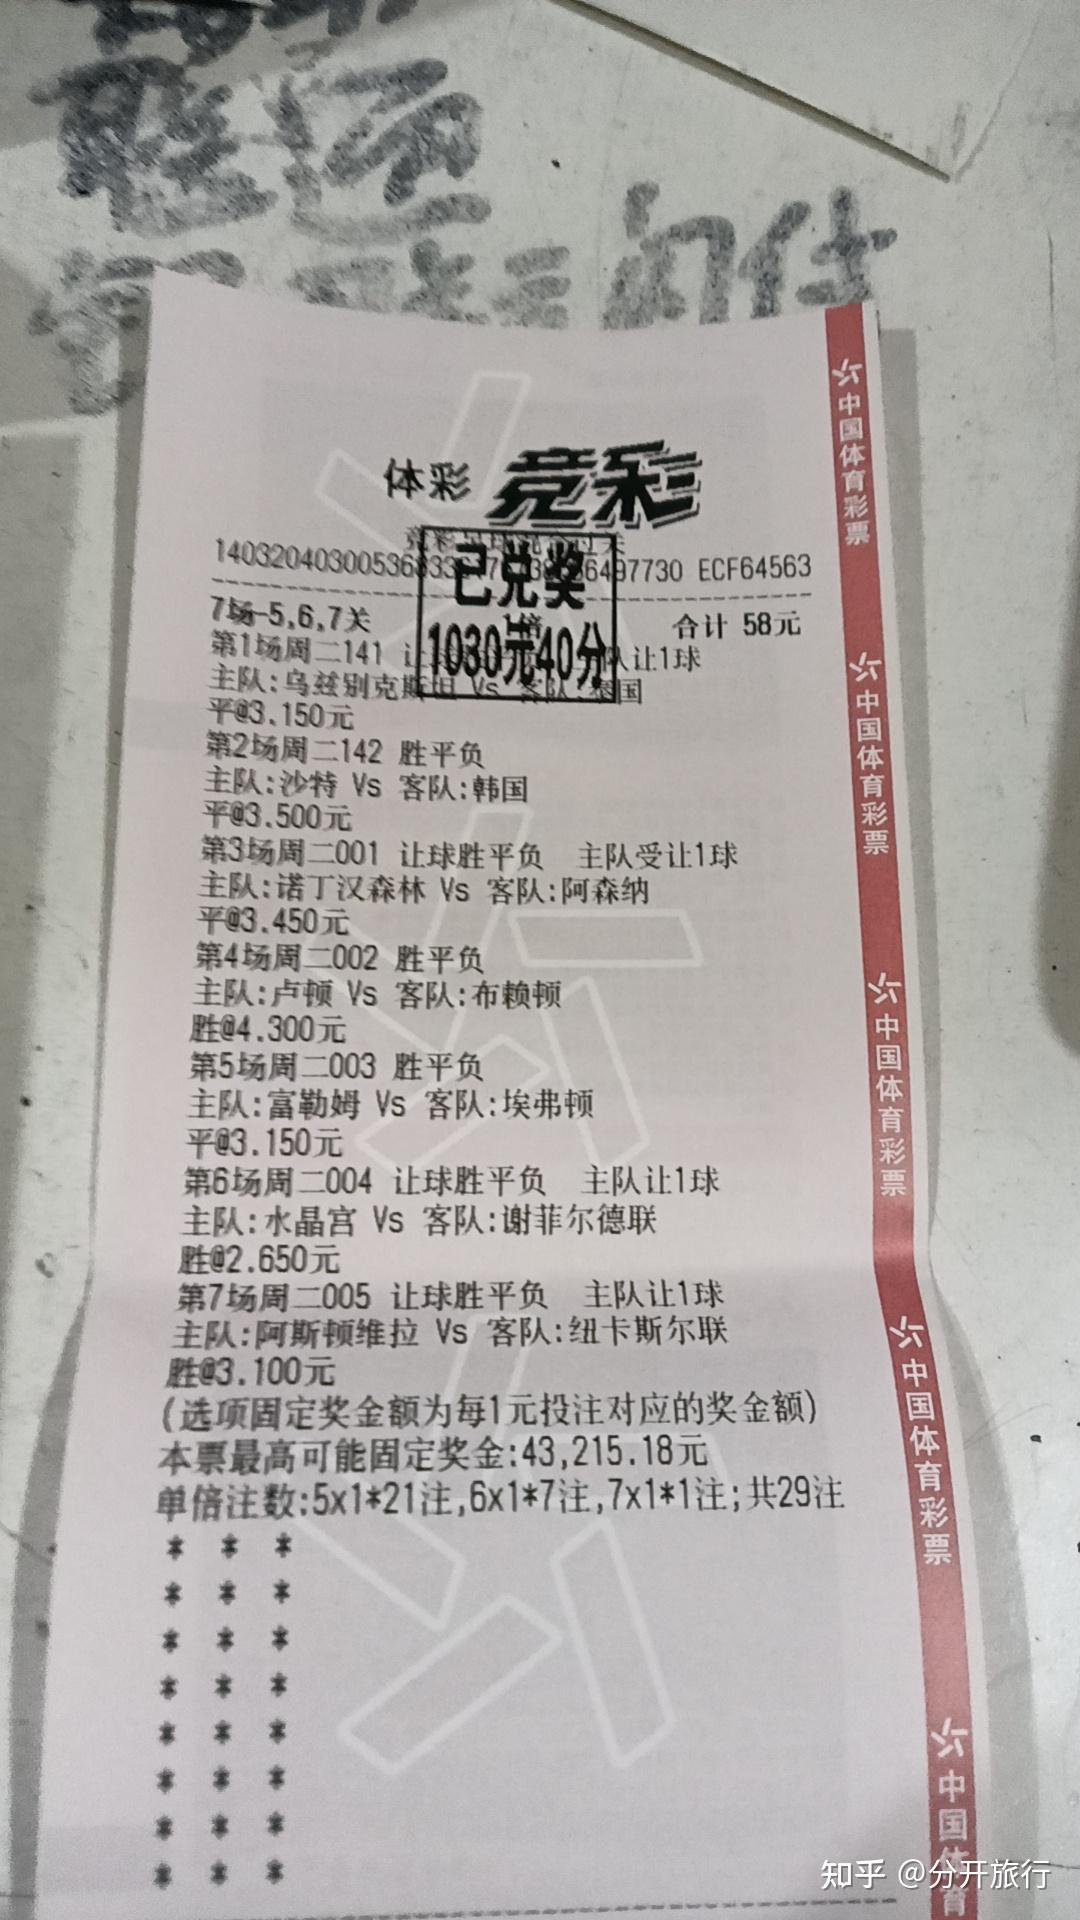 中国体育彩票
体彩 竞彩
已兑奖
1030元40分
ECF64563
7场-5,6,7关 合计 58元
第1场周二141 队让1球
主队:乌兹别克斯坦 Vs 客队:泰国
平@3.150元
第2场周二142 胜平负
主队:沙特 Vs 客队:韩国
平@3.500元
第3场周二001 让球胜平负 主队受让1球
主队:诺丁汉森林 Vs 客队:阿森纳
平@3.450元
第4场周二002 胜平负
主队:卢顿 Vs 客队:布赖顿
胜@4.300元
第5场周二003 胜平负
主队:富勒姆 Vs 客队:埃弗顿
平@3.150元
第6场周二004 让球胜平负 主队让1球
主队:水晶宫 Vs 客队:谢菲尔德联
胜@2.650元
第7场周二005 让球胜平负 主队让1球
主队:阿斯顿维拉 Vs 客队:纽卡斯尔联
胜@3.100元
(选项固定奖金额为每1元投注对应的奖金额)
本票最高可能固定奖金:43,215.18元
单倍注数:5x1*21注,6x1*7注,7x1*1注;共29注
* * *
* * *
* * *
* * *
* * *
* * *
* * *
* * *
中国体育彩票
中国体育彩票
中国体育彩票
中国体育
知乎 @分开旅行